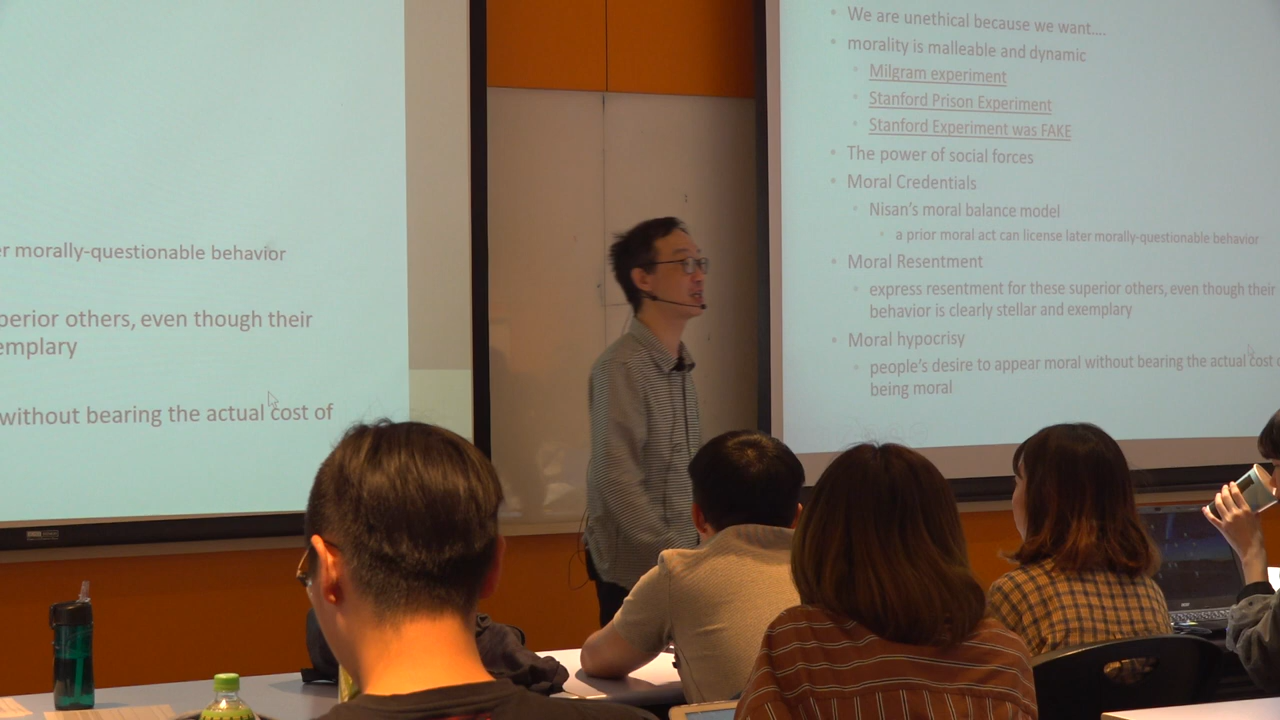 er morally-questionable behavior
perior others, even though their
emplary
without bearing the actual cost of
We are unethical because we want....
morality is malleable and dynamic
Milgram experiment
Stanford Prison Experiment
Stanford Experiment was FAKE
The power of social forces
Moral Credentials
Nisan's moral balance model
a prior moral act can license later morally-questionable behavior
Moral Resentment
express resentment for these superior others, even though their
behavior is clearly stellar and exemplary
Moral hypocrisy
people's desire to appear moral without bearing the actual cost o
being moral